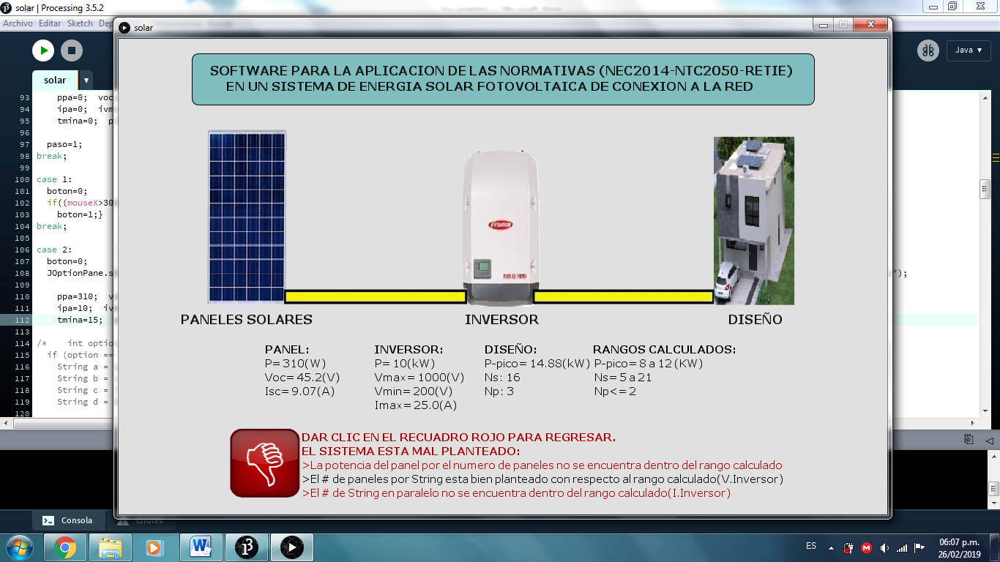 solar | Processing 3.5.2
Archivo Editar Sketch Dep
solar
Java ▾
solar
SOFTWARE PARA LA APLICACION DE LAS NORMATIVAS (NEC2014-NTC2050-RETIE)
EN UN SISTEMA DE ENERGIA SOLAR FOTOVOLTAICA DE CONEXION A LA RED
93 ppa=0; voc
94 ipa=0; ivm
95 tmina=0; p
96
97 paso=1;
98 break;
99
100 case 1:
101 boton=0;
102 if((mouseX>30
103 boton=1;}
104 break;
105
106 case 2:
107 boton=0;
108 JOptionPane.s
");
109
110 ppa=310; v
111 ipa=10; iv
112 tmina=15;
113
114 /* int optio
115 if (option ==
116 String a =
117 String b =
118 String c =
119 String d =
120
PANELES SOLARES
INVERSOR
DISEÑO
PANEL:
P= 310(W)
Voc= 45.2(V)
Isc= 9.07(A)
INVERSOR:
P= 10(kW)
Vmax= 1000(V)
Vmin= 200(V)
Imax= 25.0(A)
DISEÑO:
P-pico= 14.88(kW)
Ns: 16
Np: 3
RANGOS CALCULADOS:
P-pico= 8 a 12 (KW)
Ns= 5 a 21
Np<= 2
DAR CLIC EN EL RECUADRO ROJO PARA REGRESAR.
EL SISTEMA ESTA MAL PLANTEADO:
>La potencia del panel por el numero de paneles no se encuentra dentro del rango calculado
>El # de paneles por String esta bien planteado con respecto al rango calculado(V.Inversor)
>El # de String en paralelo no se encuentra dentro del rango calculado(I.Inversor)
Consola
Errores
ES
06:07 p.m.
26/02/2019